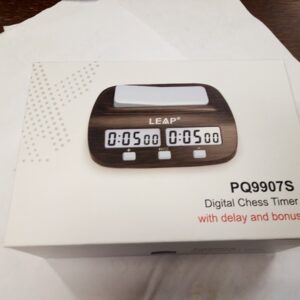 LEAP®
0:05 00 0:05 00
PQ9907S
Digital Chess Timer
with delay and bonus